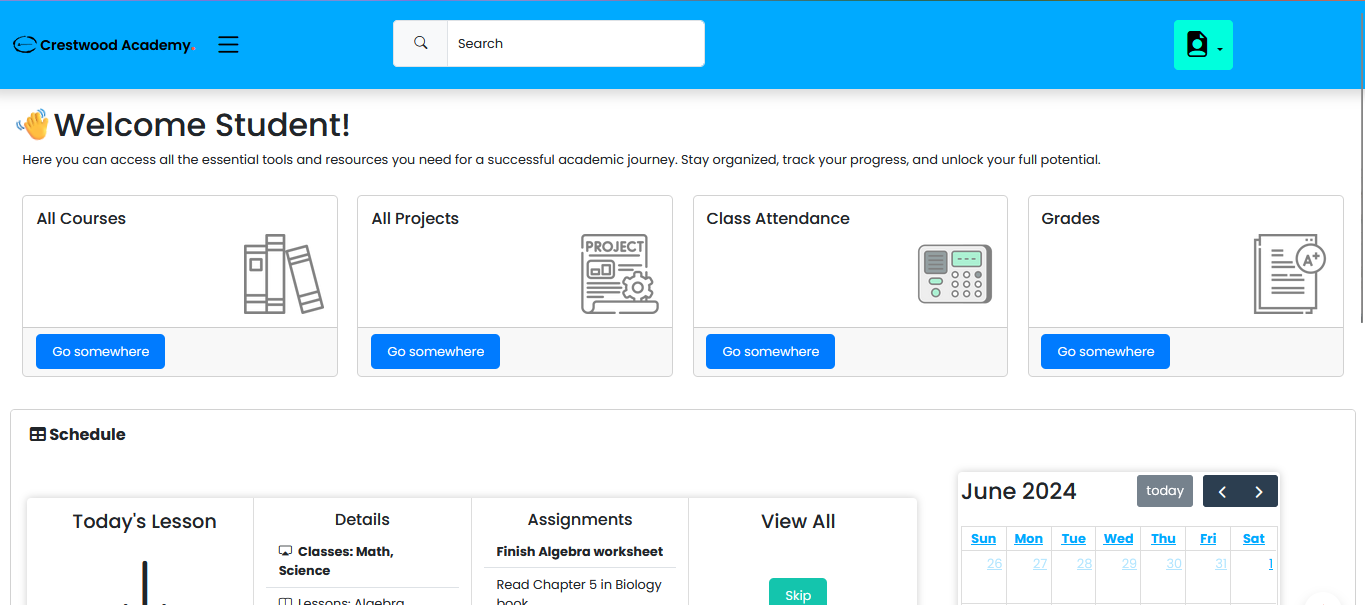 Crestwood Academy.
Search
👋Welcome Student!
Here you can access all the essential tools and resources you need for a successful academic journey. Stay organized, track your progress, and unlock your full potential.
All Courses
Go somewhere
All Projects
PROJECT
Go somewhere
Class Attendance
Go somewhere
Grades
A+
Go somewhere
Schedule
Today's Lesson
Details
Classes: Math,
Science
Lessons: Algebra
Assignments
Finish Algebra worksheet
Read Chapter 5 in Biology
book
View All
Skip
June 2024
today
Sun Mon Tue Wed Thu Fri Sat
26 27 28 29 30 31 1